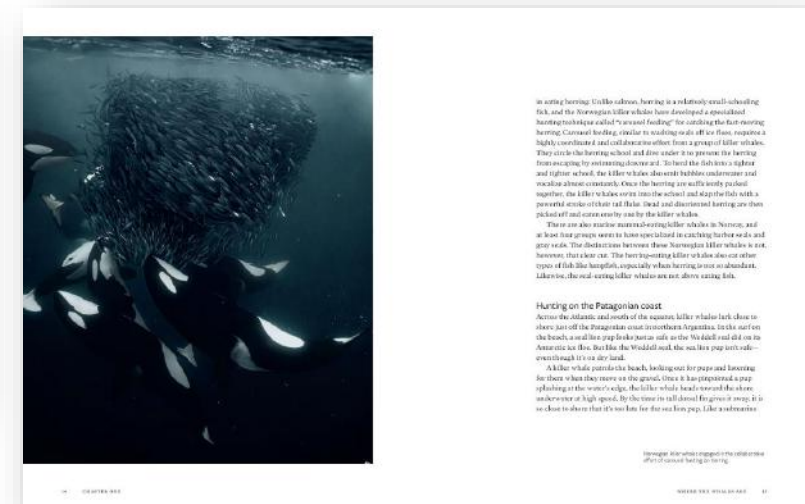 in eating herring. Unlike salmon, herring is a relatively small-schooling
fish, and the Norwegian killer whales have developed a specialized
hunting technique called “carousel feeding” for catching the fast-moving
herring. Carousel feeding, similar to washing seals off ice floes, requires a
highly coordinated and collaborative effort from a group of killer whales.
They circle the herring school and dive under it to prevent the herring
from escaping by swimming downward. To herd the fish into a tighter
and tighter school, the killer whales also emit bubbles underwater and
vocalize almost constantly. Once the herring are sufficiently packed
together, the killer whales swim into the school and slap the fish with a
powerful stroke of their tail fluke. Dead and disoriented herring are then
picked off and eaten one by one by the killer whales.
There are also marine mammal-eating killer whales in Norway, and
at least four groups seem to have specialized in catching harbor seals and
gray seals. The distinctions between these Norwegian killer whales is not,
however, that clear cut. The herring-eating killer whales also eat other
types of fish like lumpfish, especially when herring is not so abundant.
Likewise, the seal-eating killer whales are not above eating fish.
Hunting on the Patagonian coast
Across the Atlantic and south of the equator, killer whales lurk close to
shore just off the Patagonian coast in northern Argentina. In the surf on
the beach, a sea lion pup looks just as safe as the Weddell seal did on its
Antarctic ice floe. But like the Weddell seal, the sea lion pup isn’t safe—
even though it’s on dry land.
A killer whale patrols the beach, looking out for pups and listening
for them when they move on the gravel. Once it has pinpointed a pup
splashing at the water’s edge, the killer whale heads toward the shore
underwater at high speed. By the time its tall dorsal fin gives it away, it is
so close to shore that it’s too late for the sea lion pup. Like a submarine
Norwegian killer whales engaged in the collaborative
effort of carousel feeding on herring.
CHAPTER ONE